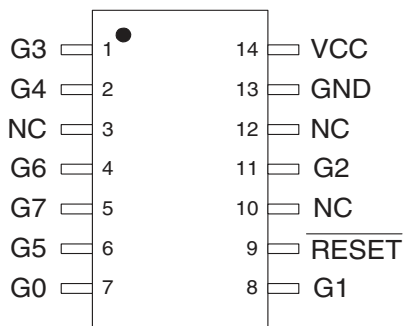 G3 1 14 VCC
G4 2 13 GND
NC 3 12 NC
G6 4 11 G2
G7 5 10 NC
G5 6 9 RESET
G0 7 8 G1